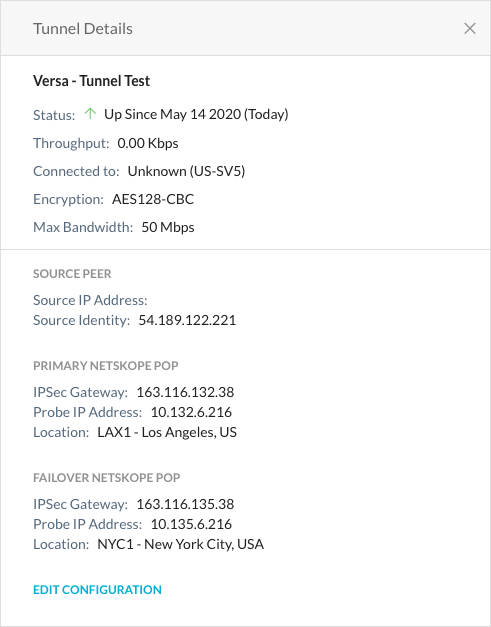 Tunnel Details
Versa - Tunnel Test
Status: Up Since May 14 2020 (Today)
Throughput: 0.00 Kbps
Connected to: Unknown (US-SV5)
Encryption: AES128-CBC
Max Bandwidth: 50 Mbps
SOURCE PEER
Source IP Address:
Source Identity: 54.189.122.221
PRIMARY NETSKOPE POP
IPSec Gateway: 163.116.132.38
Probe IP Address: 10.132.6.216
Location: LAX1 - Los Angeles, US
FAILOVER NETSKOPE POP
IPSec Gateway: 163.116.135.38
Probe IP Address: 10.135.6.216
Location: NYC1 - New York City, USA
EDIT CONFIGURATION